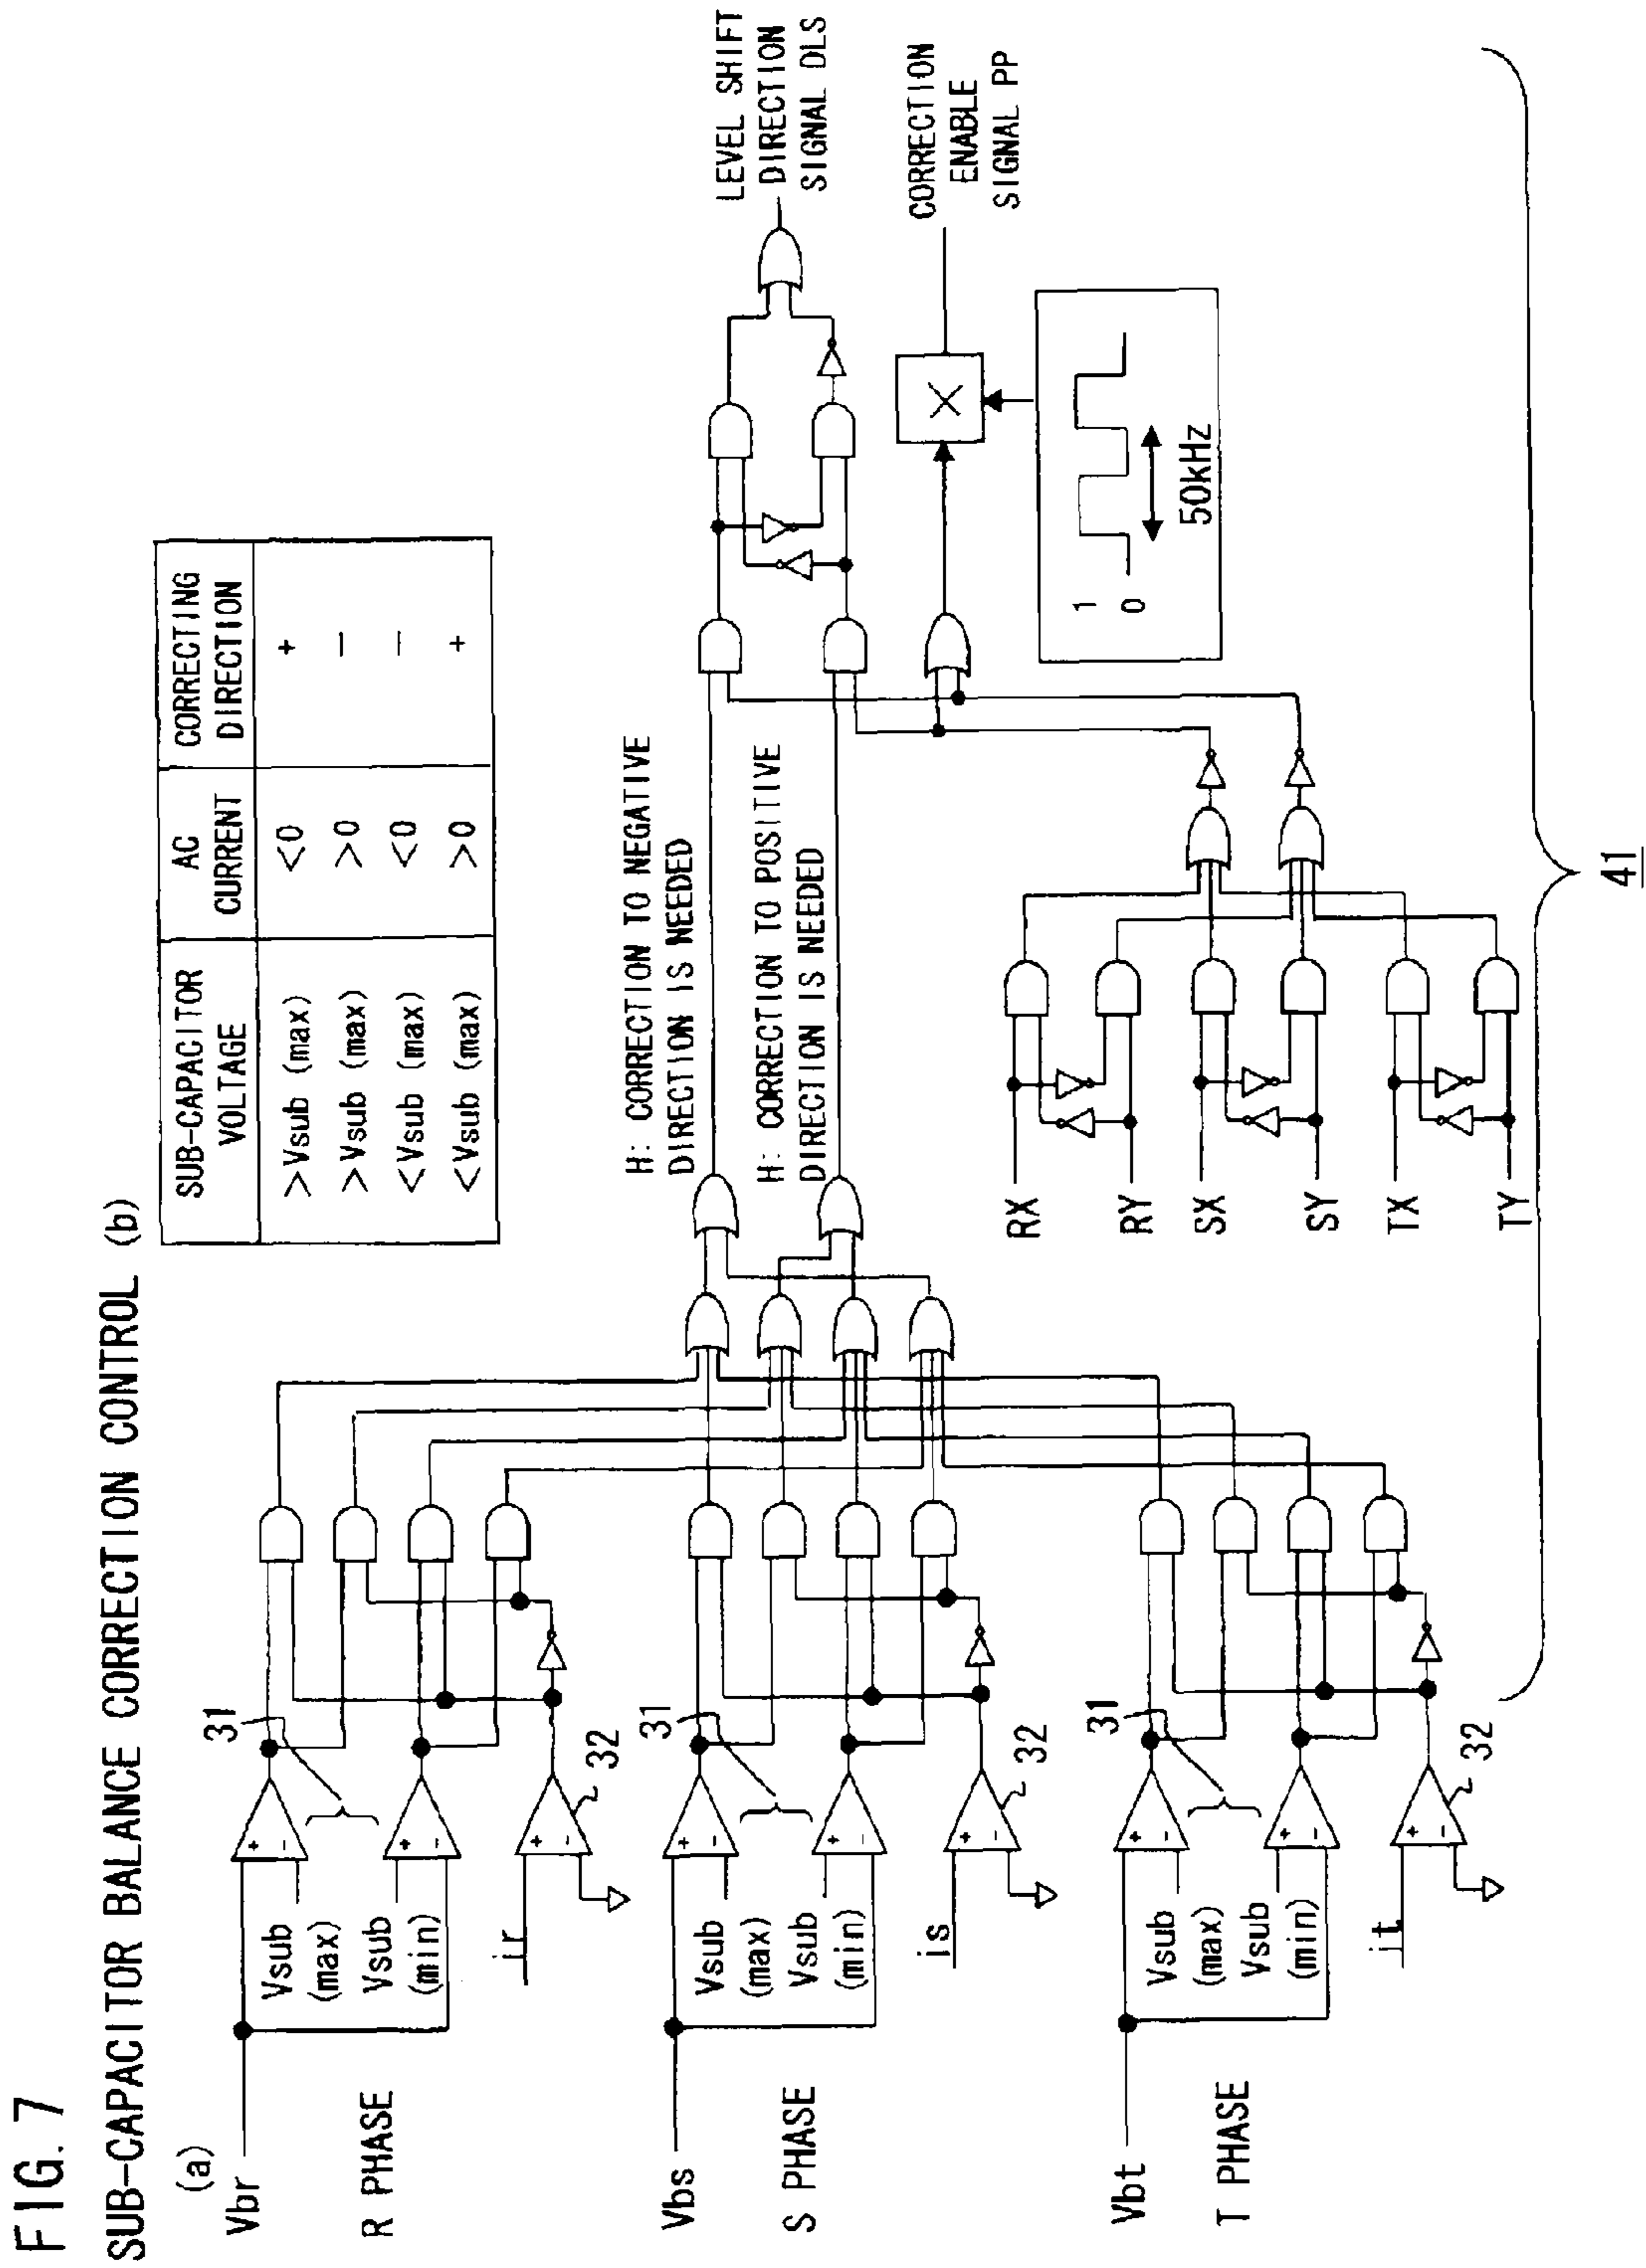 FIG. 7
SUB-CAPACITOR BALANCE CORRECTION CONTROL
(a)
Vbr
R PHASE
Vsub
(max)
Vsub
(min)
ir
+
−
+
−
+
−
31
32
Vbs
S PHASE
Vsub
(max)
Vsub
(min)
is
+
−
+
−
+
−
31
32
Vbt
T PHASE
Vsub
(max)
Vsub
(min)
it
+
−
+
−
+
−
31
32
(b)
SUB-CAPACITOR VOLTAGE | AC CURRENT | CORRECTING DIRECTION
>Vsub (max) | <0 | +
>Vsub (max) | >0 | −
<Vsub (max) | <0 | −
<Vsub (max) | >0 | +
H: CORRECTION TO NEGATIVE
DIRECTION IS NEEDED
H: CORRECTION TO POSITIVE
DIRECTION IS NEEDED
RX
RY
SX
SY
TX
TY
LEVEL SHIFT
DIRECTION
SIGNAL DLS
CORRECTION
ENABLE
SIGNAL PP
×
1
0
50kHz
41